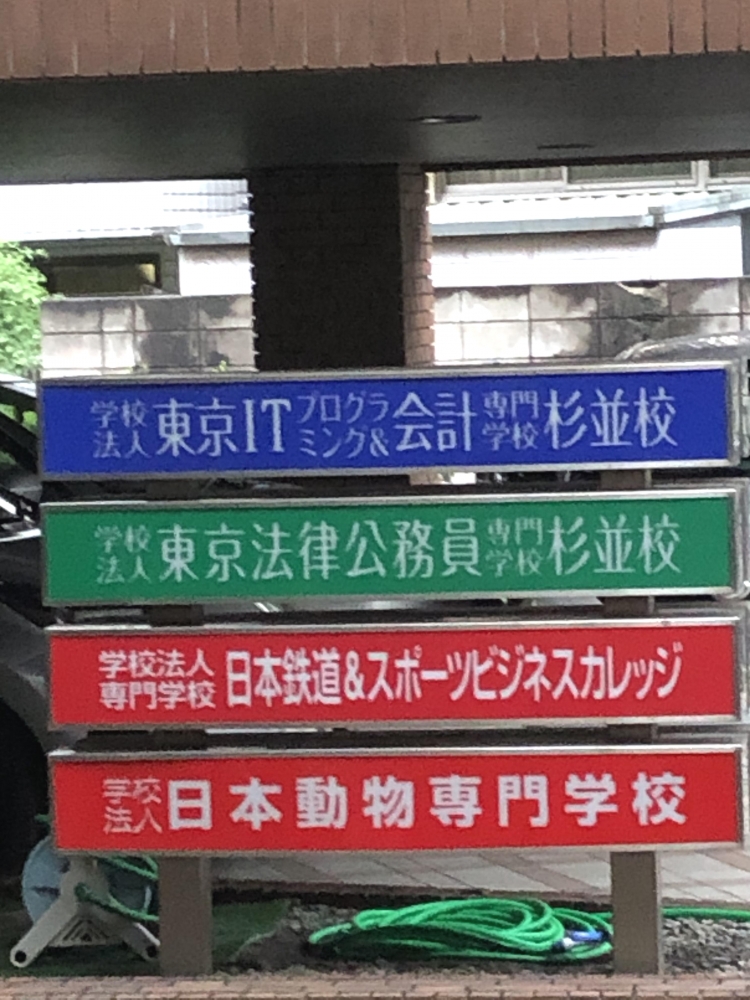 学校法人東京ITプログラミング&会計専門学校杉並校
学校法人東京法律公務員専門学校杉並校
学校法人専門学校日本鉄道&スポーツビジネスカレッジ
学校法人日本動物専門学校